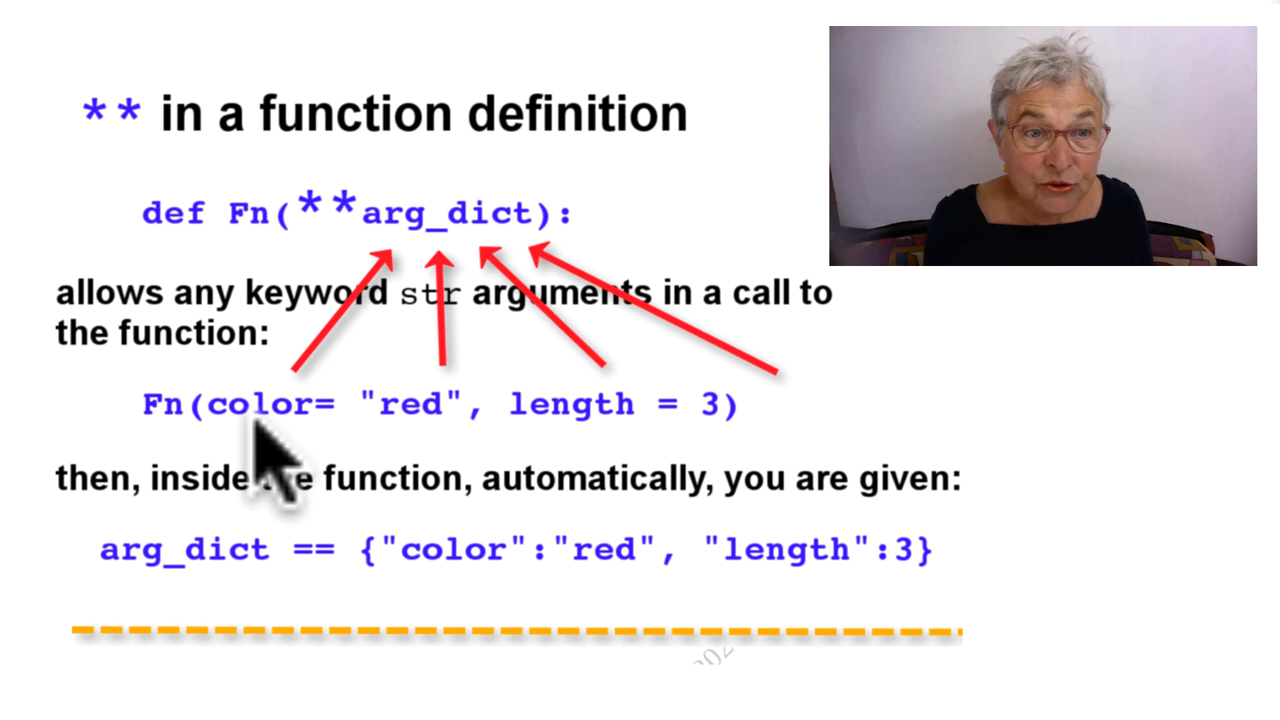 ** in a function definition
def Fn(**arg_dict):
allows any keyword str arguments in a call to
the function:
Fn(color= "red", length = 3)
then, inside function, automatically, you are given:
arg_dict == {"color":"red", "length":3}